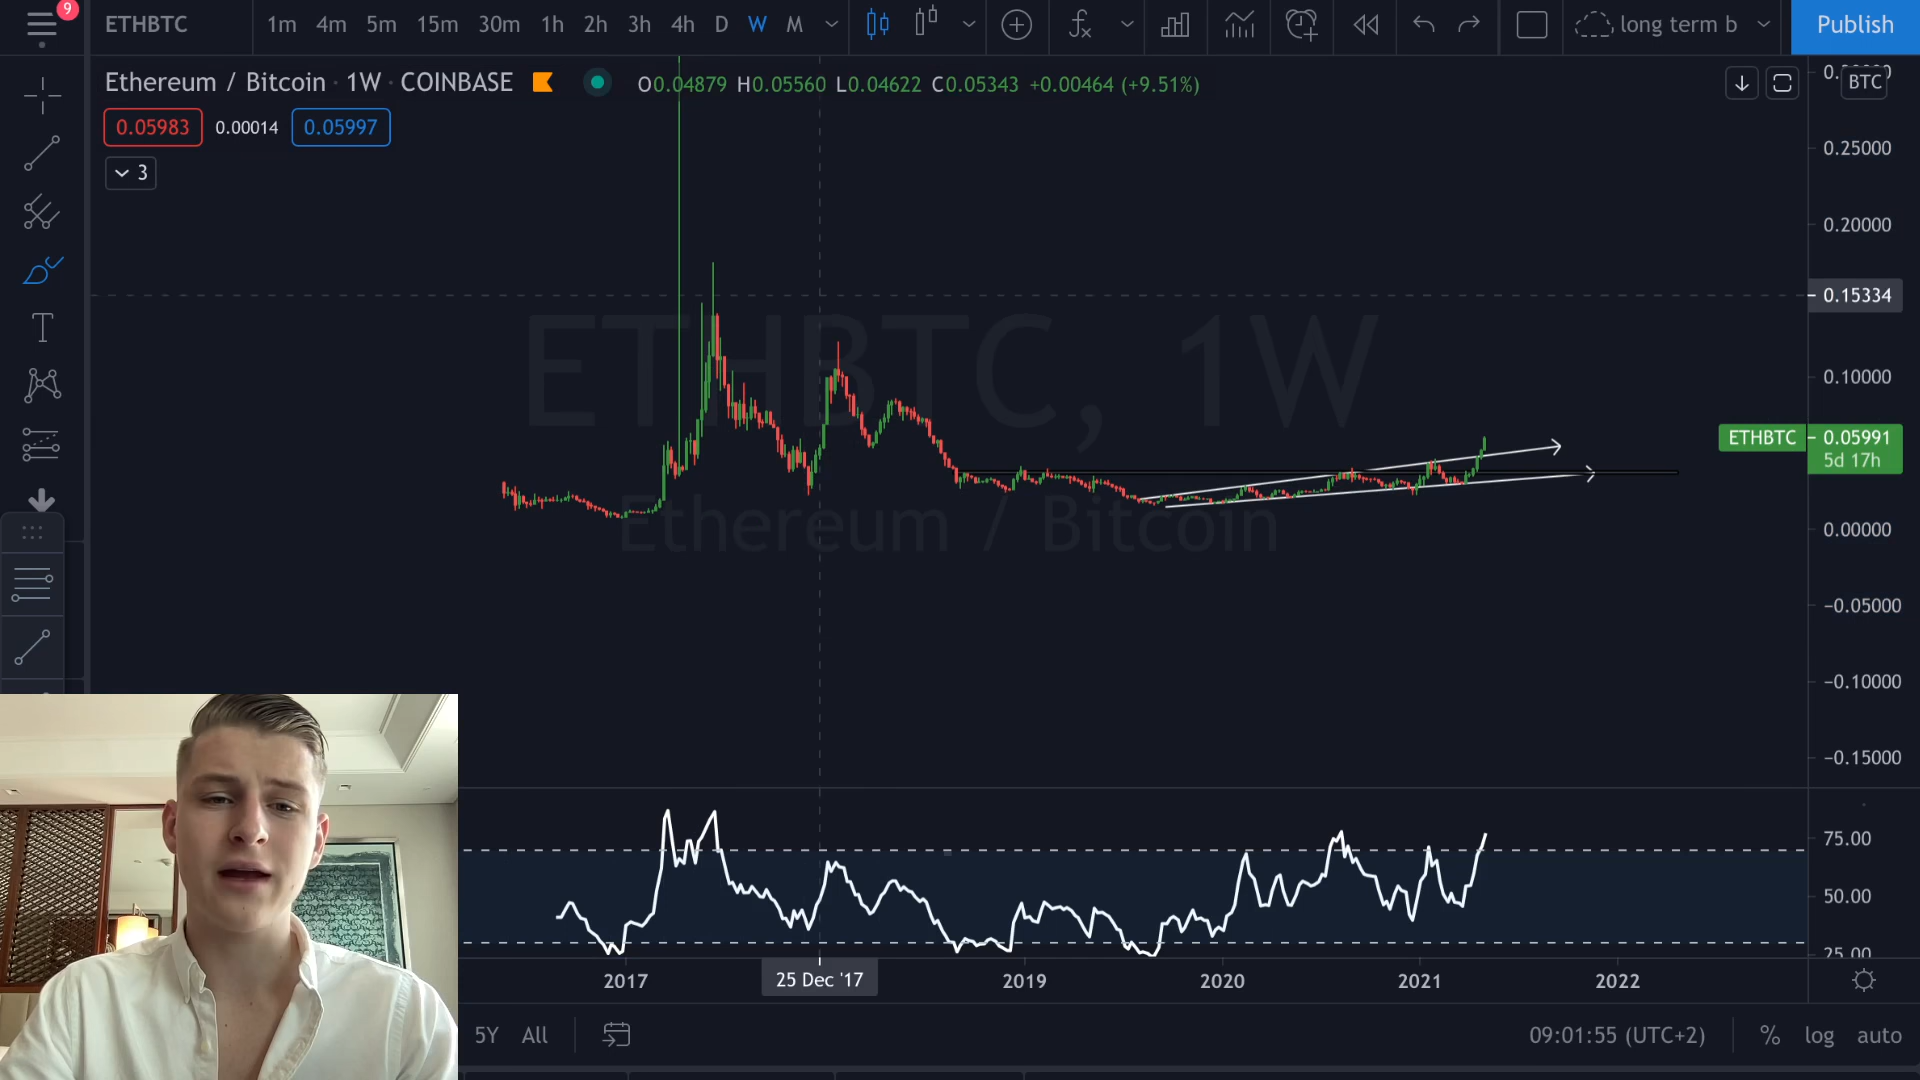 9
ETHBTC 1m 4m 5m 15m 30m 1h 2h 3h 4h D W M long term b Publish
Ethereum / Bitcoin · 1W · COINBASE O0.04879 H0.05560 L0.04622 C0.05343 +0.00464 (+9.51%) BTC
0.05983 0.00014 0.05997
3
0.25000
0.20000
0.15334
ETHBTC, 1W
0.10000
ETHBTC 0.05991
5d 17h
Ethereum / Bitcoin
0.00000
−0.05000
−0.10000
−0.15000
75.00
50.00
25.00
2017 25 Dec '17 2019 2020 2021 2022
5Y All 09:01:55 (UTC+2) % log auto